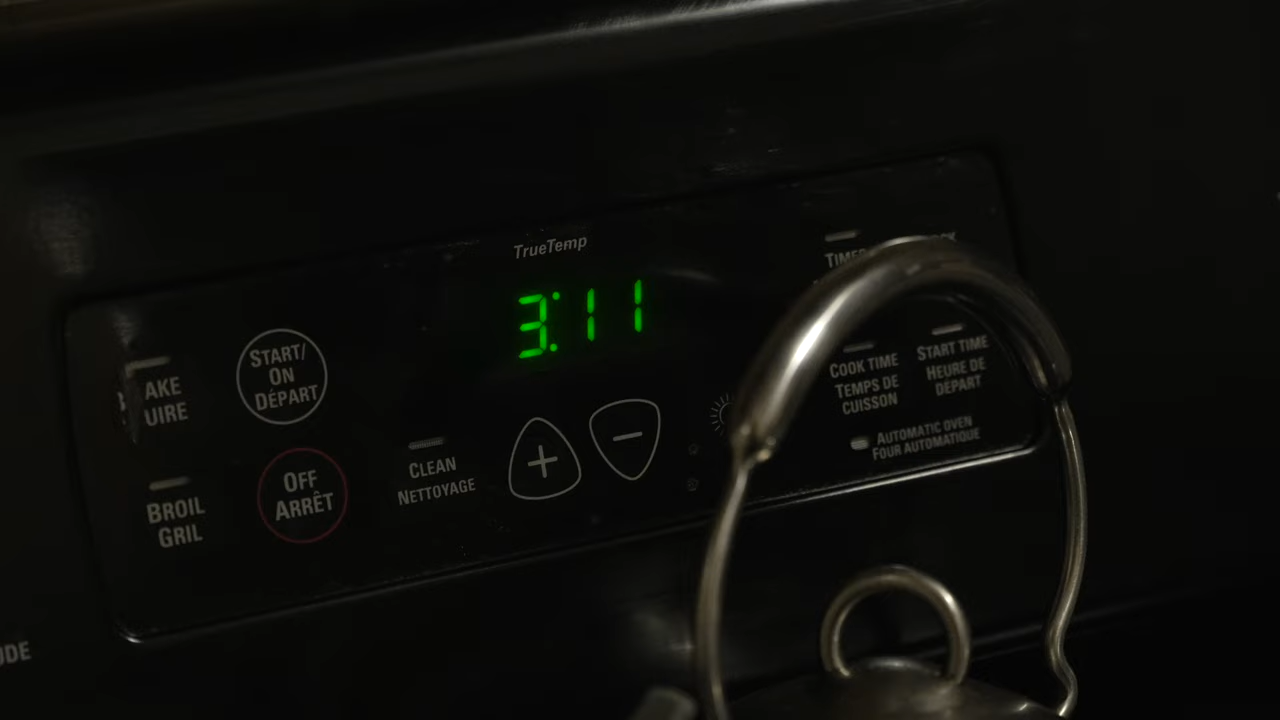 TrueTemp
3:11
START/
ON
DÉPART
OFF
ARRÊT
BROIL
GRIL
CLEAN
NETTOYAGE
+
−
COOK TIME
TEMPS DE
CUISSON
START TIME
HEURE DE
DÉPART
AUTOMATIC OVEN
FOUR AUTOMATIQUE